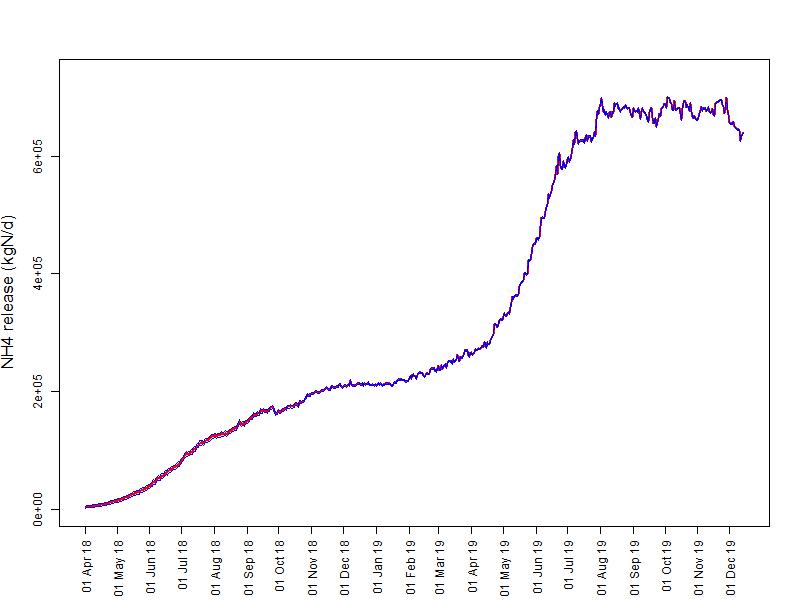 NH4 release (kgN/d)
6e+05
4e+05
2e+05
0e+00
01 Apr 18
01 May 18
01 Jun 18
01 Jul 18
01 Aug 18
01 Sep 18
01 Oct 18
01 Nov 18
01 Dec 18
01 Jan 19
01 Feb 19
01 Mar 19
01 Apr 19
01 May 19
01 Jun 19
01 Jul 19
01 Aug 19
01 Sep 19
01 Oct 19
01 Nov 19
01 Dec 19